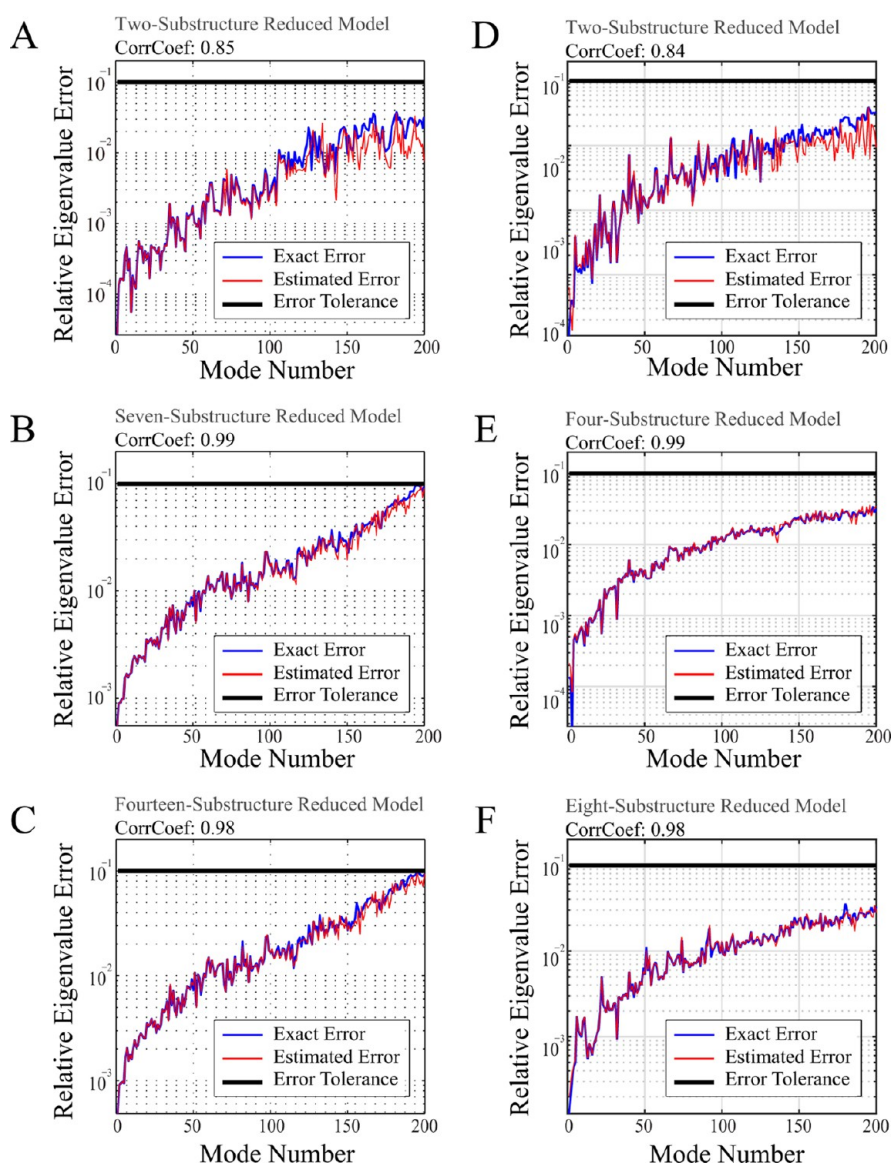 A
Two-Substructure Reduced Model
CorrCoef: 0.85
Relative Eigenvalue Error
10⁻¹
10⁻²
10⁻³
10⁻⁴
Exact Error
Estimated Error
Error Tolerance
0 50 100 150 200
Mode Number
D
Two-Substructure Reduced Model
CorrCoef: 0.84
Relative Eigenvalue Error
10⁻¹
10⁻²
10⁻³
10⁻³
10⁻⁴
Exact Error
Estimated Error
Error Tolerance
0 50 100 150 200
Mode Number
B
Seven-Substructure Reduced Model
CorrCoef: 0.99
Relative Eigenvalue Error
10⁻¹
10⁻²
10⁻³
Exact Error
Estimated Error
Error Tolerance
0 50 100 150 200
Mode Number
E
Four-Substructure Reduced Model
CorrCoef: 0.99
Relative Eigenvalue Error
10⁻¹
10⁻²
10⁻³
10⁻⁴
Exact Error
Estimated Error
Error Tolerance
0 50 100 150 200
Mode Number
C
Fourteen-Substructure Reduced Model
CorrCoef: 0.98
Relative Eigenvalue Error
10⁻¹
10⁻²
10⁻³
Exact Error
Estimated Error
Error Tolerance
0 50 100 150 200
Mode Number
F
Eight-Substructure Reduced Model
CorrCoef: 0.98
Relative Eigenvalue Error
10⁻¹
10⁻²
10⁻³
Exact Error
Estimated Error
Error Tolerance
0 50 100 150 200
Mode Number